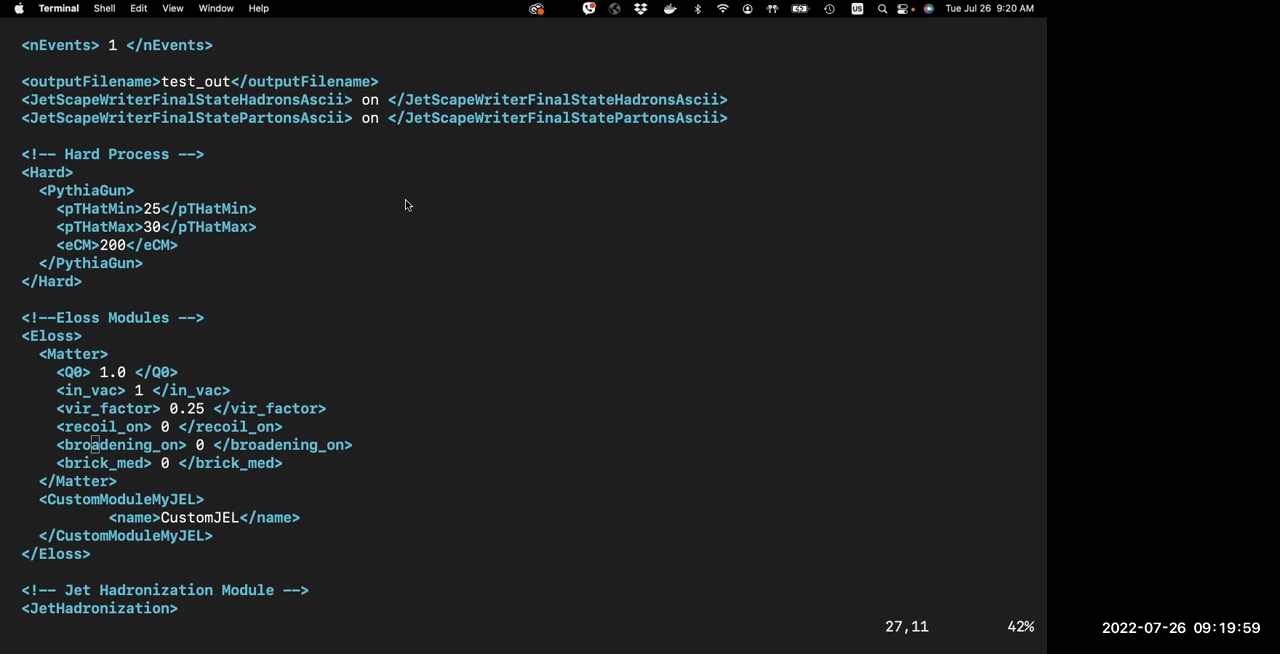 Terminal Shell Edit View Window Help US Tue Jul 26 9:20 AM
<nEvents> 1 </nEvents>
<outputFilename>test_out</outputFilename>
<JetScapeWriterFinalStateHadronsAscii> on </JetScapeWriterFinalStateHadronsAscii>
<JetScapeWriterFinalStatePartonsAscii> on </JetScapeWriterFinalStatePartonsAscii>
<!-- Hard Process -->
<Hard>
<PythiaGun>
<pTHatMin>25</pTHatMin>
<pTHatMax>30</pTHatMax>
<eCM>200</eCM>
</PythiaGun>
</Hard>
<!--Eloss Modules -->
<Eloss>
<Matter>
<Q0> 1.0 </Q0>
<in_vac> 1 </in_vac>
<vir_factor> 0.25 </vir_factor>
<recoil_on> 0 </recoil_on>
<broadening_on> 0 </broadening_on>
<brick_med> 0 </brick_med>
</Matter>
<CustomModuleMyJEL>
<name>CustomJEL</name>
</CustomModuleMyJEL>
</Eloss>
<!-- Jet Hadronization Module -->
<JetHadronization>
27,11 42%
2022-07-26 09:19:59